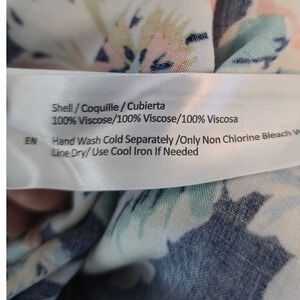 Shell / Coquille / Cubierta
100% Viscose/100% Viscose/100% Viscosa
EN Hand Wash Cold Separately /Only Non Chlorine Bleach
Line Dry/ Use Cool Iron If Needed